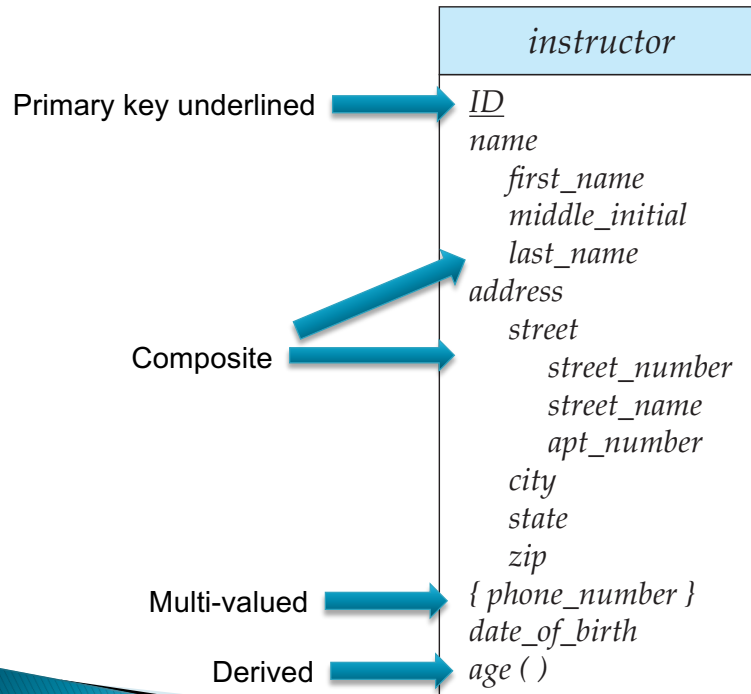 instructor
Primary key underlined
ID
name
first_name
middle_initial
last_name
address
Composite
street
street_number
street_name
apt_number
city
state
zip
Multi-valued
{ phone_number }
date_of_birth
Derived
age ( )